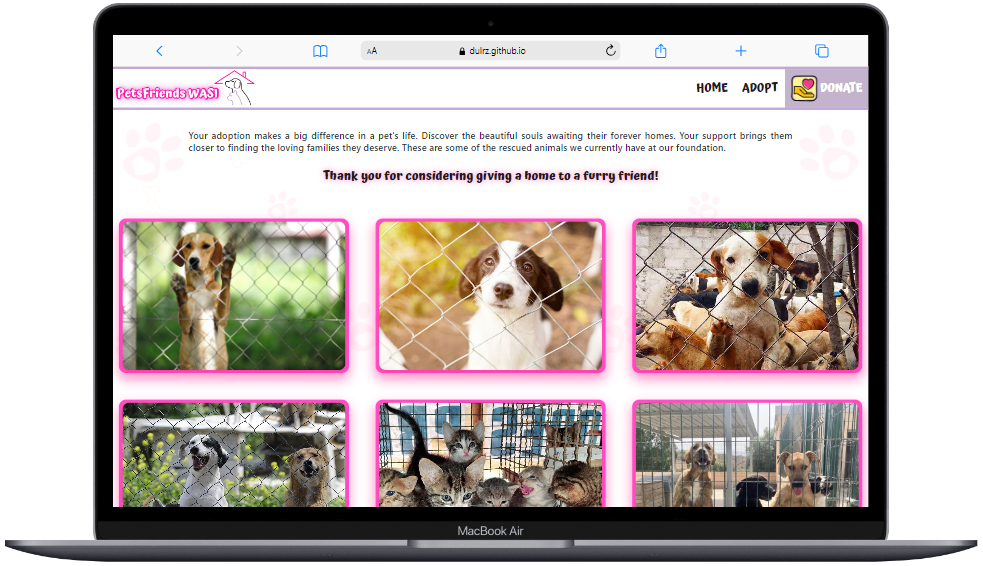 AA dulrz.github.io
PetsFriends WASI
HOME ADOPT DONATE
Your adoption makes a big difference in a pet's life. Discover the beautiful souls awaiting their forever homes. Your support brings them
closer to finding the loving families they deserve. These are some of the rescued animals we currently have at our foundation.
Thank you for considering giving a home to a furry friend!
MacBook Air